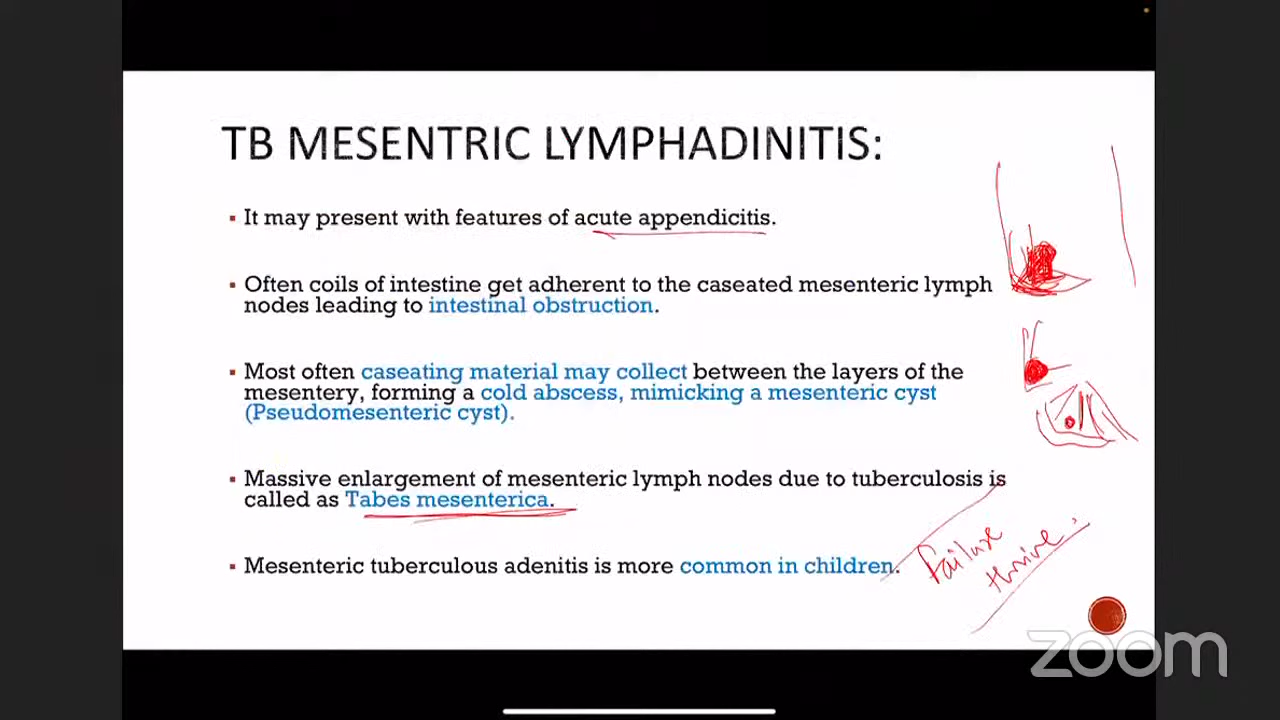 TB MESENTRIC LYMPHADINITIS:
▪ It may present with features of acute appendicitis.
▪ Often coils of intestine get adherent to the caseated mesenteric lymph
nodes leading to intestinal obstruction.
▪ Most often caseating material may collect between the layers of the
mesentery, forming a cold abscess, mimicking a mesenteric cyst
(Pseudomesenteric cyst).
▪ Massive enlargement of mesenteric lymph nodes due to tuberculosis is
called as Tabes mesenterica.
▪ Mesenteric tuberculous adenitis is more common in children.
Failure
thrive
zoom